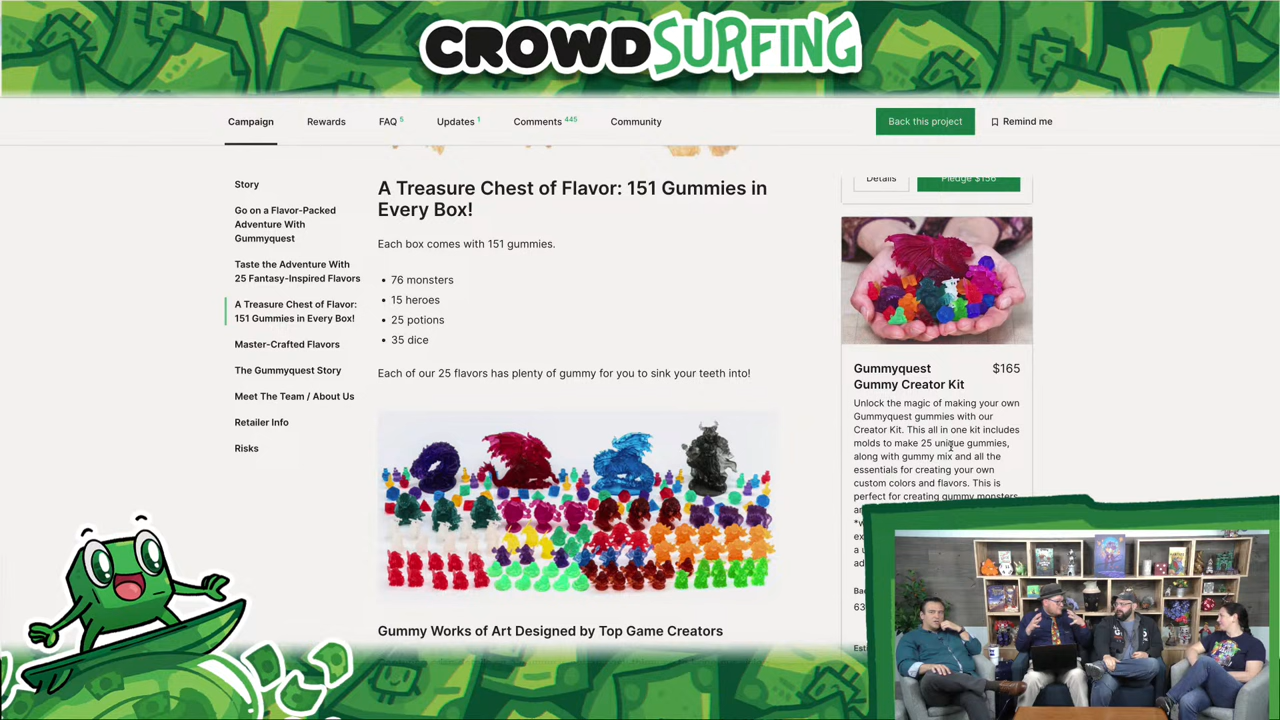 CROWDSURFING
Campaign
Rewards
FAQ 5
Updates 1
Comments 445
Community
Back this project
Remind me
Story
Go on a Flavor-Packed
Adventure With
Gummyquest
Taste the Adventure With
25 Fantasy-Inspired Flavors
A Treasure Chest of Flavor:
151 Gummies in Every Box!
Master-Crafted Flavors
The Gummyquest Story
Meet The Team / About Us
Retailer Info
Risks
A Treasure Chest of Flavor: 151 Gummies in
Every Box!
Each box comes with 151 gummies.
• 76 monsters
• 15 heroes
• 25 potions
• 35 dice
Each of our 25 flavors has plenty of gummy for you to sink your teeth into!
Gummy Works of Art Designed by Top Game Creators
Details
Pledge $156
Gummyquest $165
Gummy Creator Kit
Unlock the magic of making your own
Gummyquest gummies with our
Creator Kit. This all in one kit includes
molds to make 25 unique gummies,
along with gummy mix and all the
essentials for creating your own
custom colors and flavors. This is
perfect for creating gummy monsters